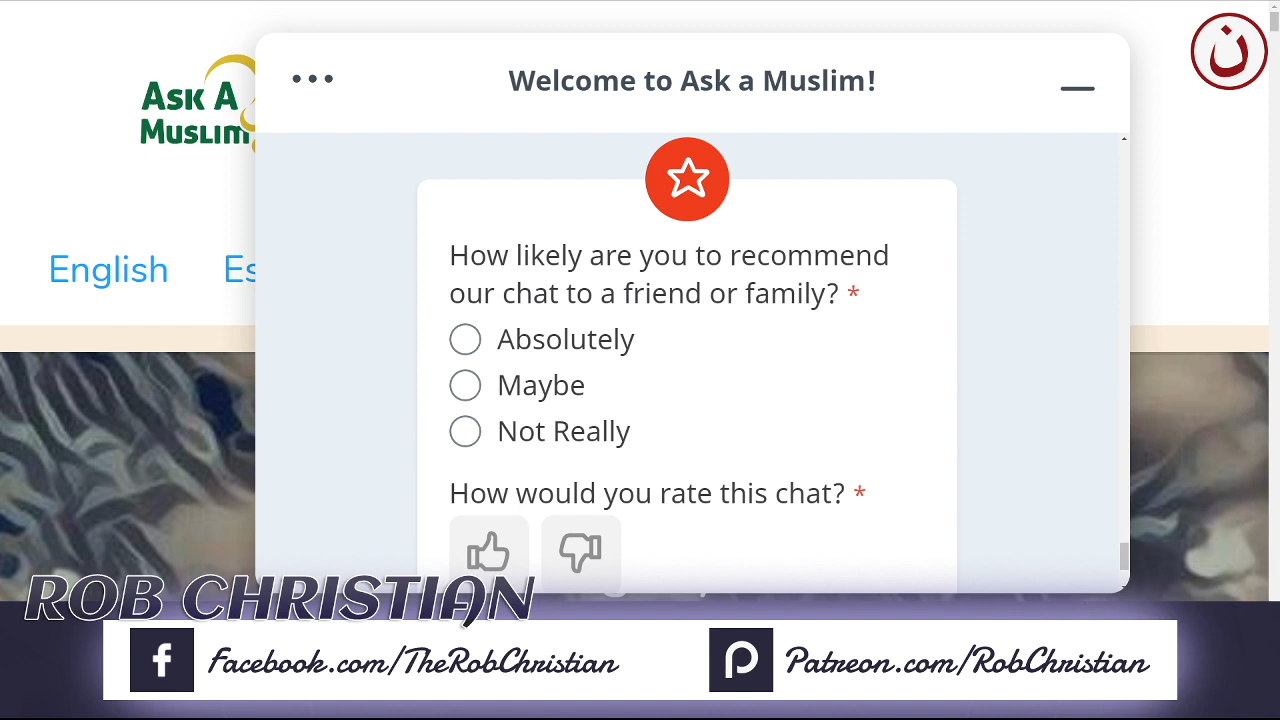 ن
Welcome to Ask a Muslim!
ASK A
MUSLIM
English
Es
How likely are you to recommend
our chat to a friend or family? *
Absolutely
Maybe
Not Really
How would you rate this chat? *
ROB CHRISTIAN
Facebook.com/TheRobChristian
Patreon.com/RobChristian